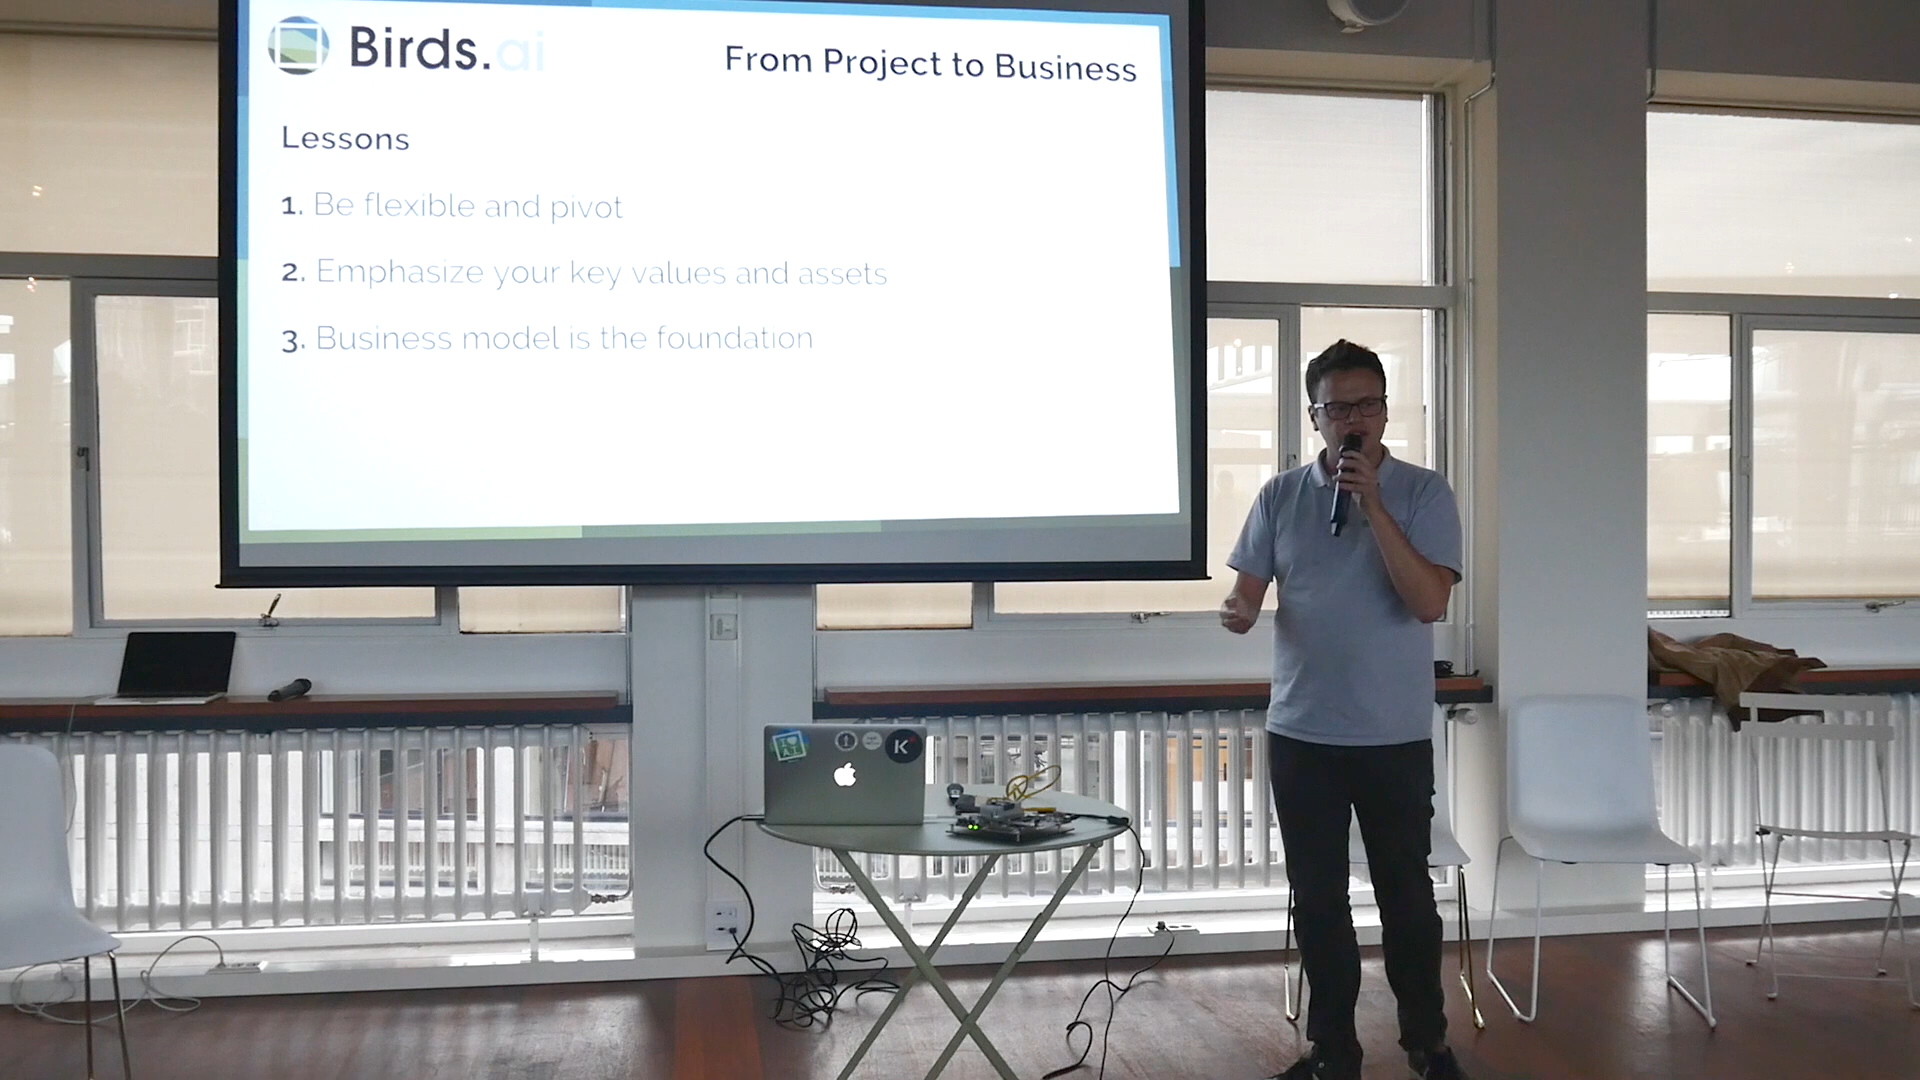 Birds.ai
From Project to Business
Lessons
1. Be flexible and pivot
2. Emphasize your key values and assets
3. Business model is the foundation
K